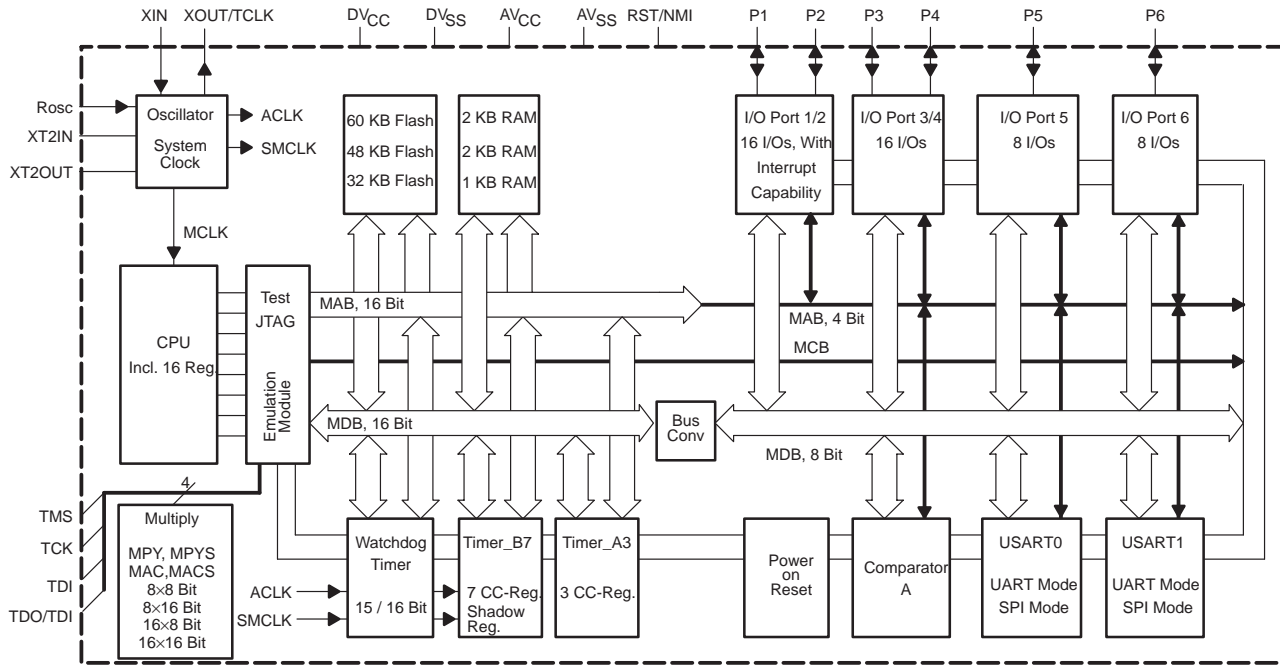 XIN XOUT/TCLK DVCC DVSS AVCC AVSS RST/NMI P1 P2 P3 P4 P5 P6
Rosc
XT2IN
XT2OUT
Oscillator
System
Clock
ACLK
SMCLK
MCLK
60 KB Flash
48 KB Flash
32 KB Flash
2 KB RAM
2 KB RAM
1 KB RAM
I/O Port 1/2
16 I/Os, With
Interrupt
Capability
I/O Port 3/4
16 I/Os
I/O Port 5
8 I/Os
I/O Port 6
8 I/Os
CPU
Incl. 16 Reg.
Test
JTAG
Emulation
Module
MAB, 16 Bit
MAB, 4 Bit
MCB
MDB, 16 Bit
Bus
Conv
MDB, 8 Bit
4
TMS
TCK
TDI
TDO/TDI
Multiply
MPY, MPYS
MAC,MACS
8×8 Bit
8×16 Bit
16×8 Bit
16×16 Bit
ACLK
SMCLK
Watchdog
Timer
15 / 16 Bit
Timer_B7
7 CC-Reg.
Shadow
Reg.
Timer_A3
3 CC-Reg.
Power
on
Reset
Comparator
A
USART0
UART Mode
SPI Mode
USART1
UART Mode
SPI Mode